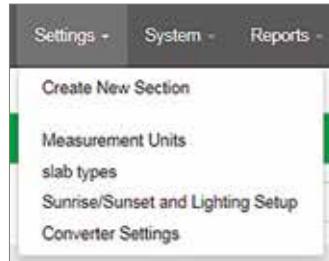 Settings - System - Reports -
Create New Section
Measurement Units
slab types
Sunrise/Sunset and Lighting Setup
Converter Settings